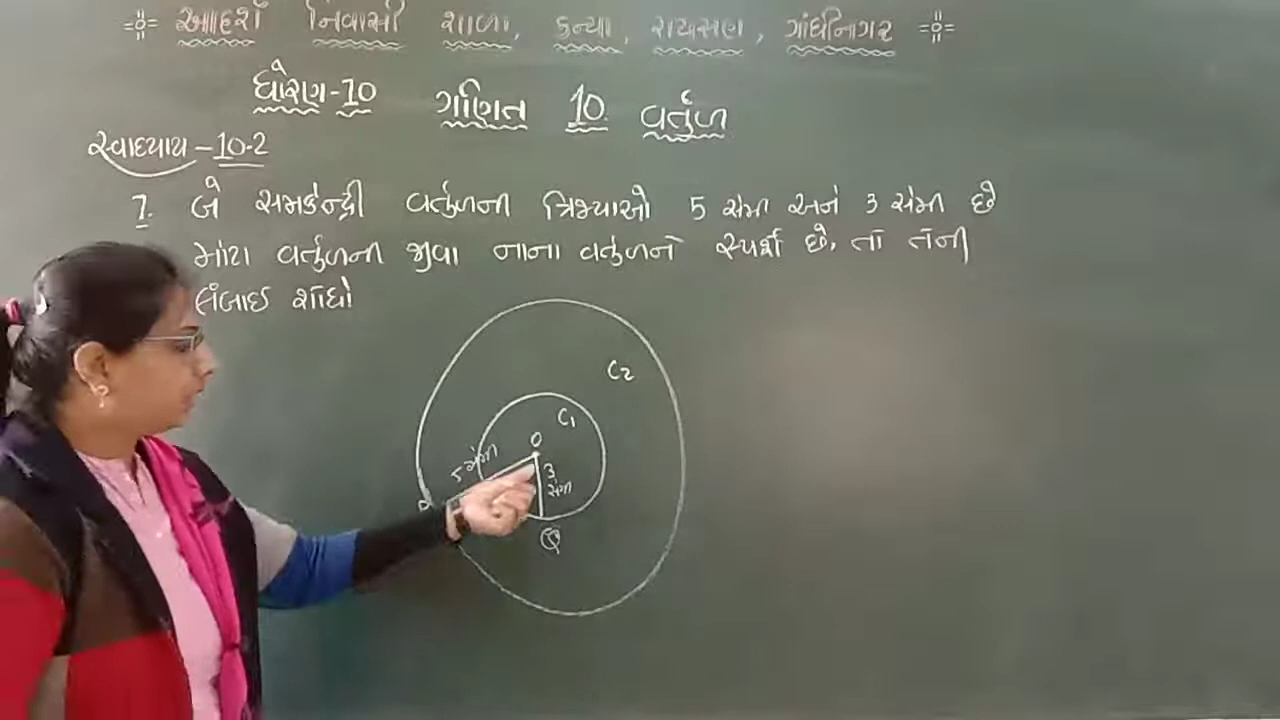 આદર્શ નિવાસી શાળા, કન્યા, રાયસણ, ગાંધીનગર
ધોરણ-10 ગણિત 10. વર્તુળ
સ્વાધ્યાય - 10.2
7. બે સમકેન્દ્રી વર્તુળની ત્રિજ્યાઓ 5 સેમી અને 3 સેમી છે
મોટા વર્તુળની જીવા નાના વર્તુળને સ્પર્શે છે, તો તેની
લંબાઈ શોધો
C2
C1
O
5 સેમી
3
સેમી